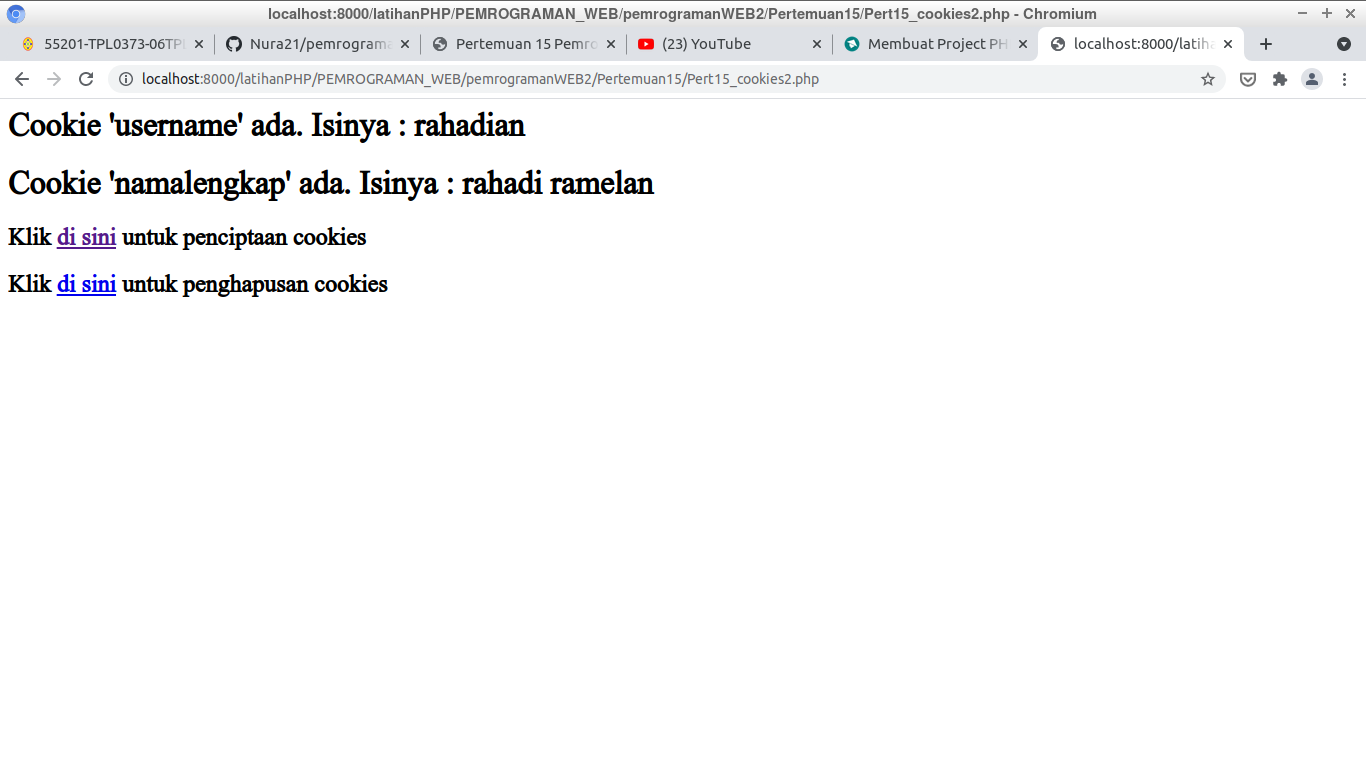 localhost:8000/latihanPHP/PEMROGRAMAN_WEB/pemrogramanWEB2/Pertemuan15/Pert15_cookies2.php - Chromium
55201-TPL0373-06TPL
Nura21/pemrograma
Pertemuan 15 Pemro
(23) YouTube
Membuat Project PH
localhost:8000/latiha
localhost:8000/latihanPHP/PEMROGRAMAN_WEB/pemrogramanWEB2/Pertemuan15/Pert15_cookies2.php
Cookie 'username' ada. Isinya : rahadian
Cookie 'namalengkap' ada. Isinya : rahadi ramelan
Klik di sini untuk penciptaan cookies
Klik di sini untuk penghapusan cookies